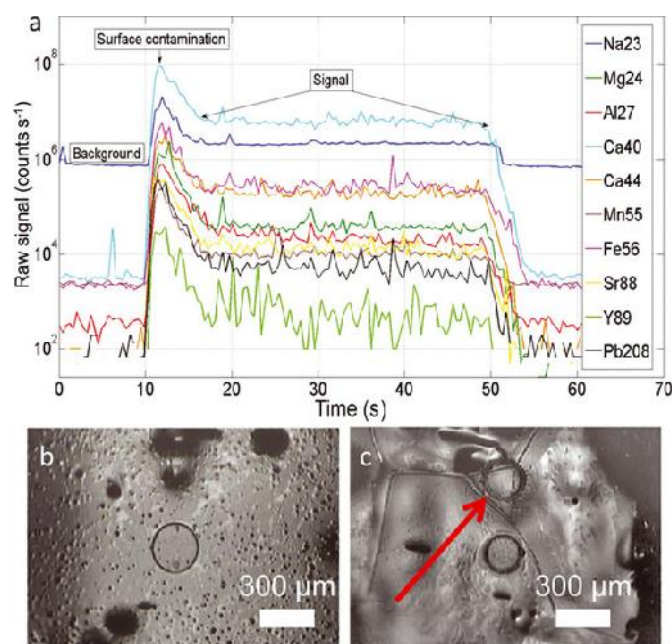 a
Surface contamination
Signal
Background
Raw signal (counts s⁻¹)
10⁸
10⁶
10⁴
10²
0 10 20 30 40 50 60 70
Time (s)
Na23
Mg24
Al27
Ca40
Ca44
Mn55
Fe56
Sr88
Y89
Pb208
b
300 µm
c
300 µm